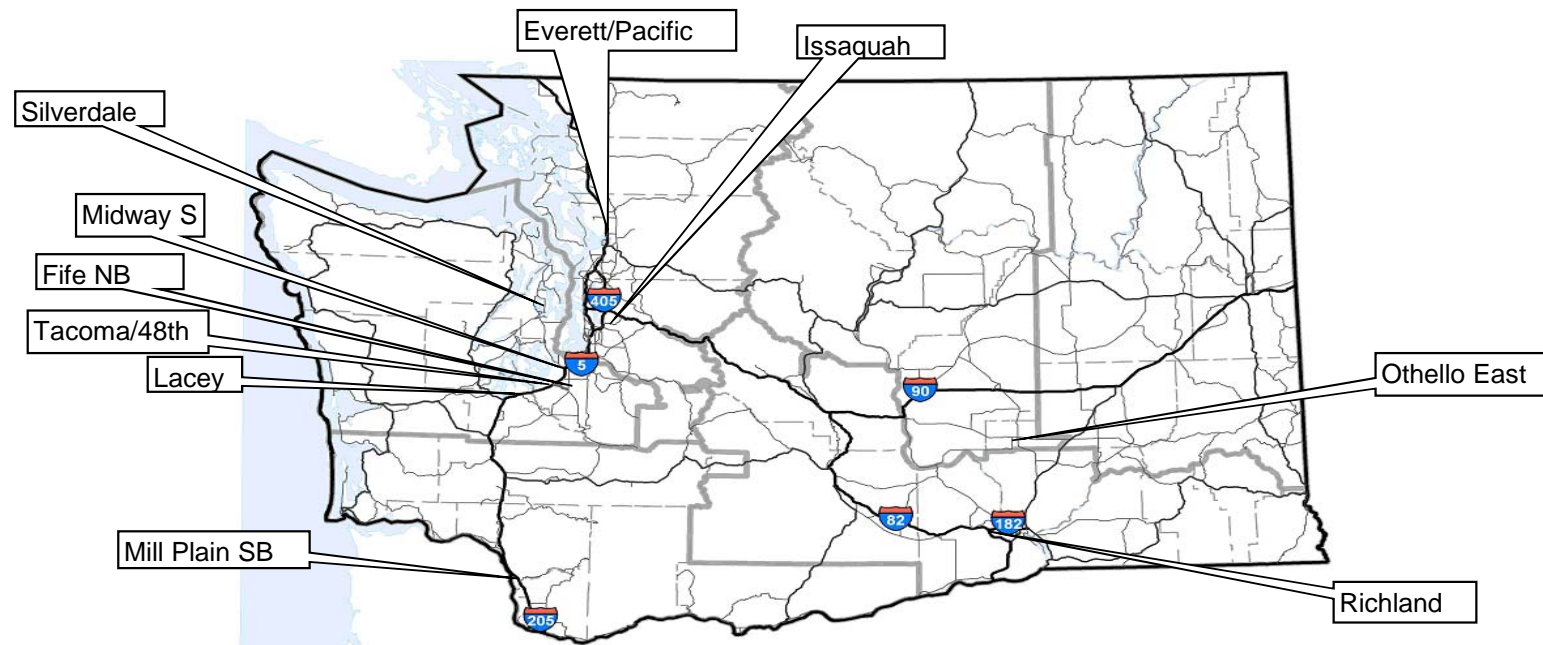 Everett/Pacific
Issaquah
Silverdale
Midway S
Fife NB
Tacoma/48th
Lacey
405
5
90
Othello East
82
182
Mill Plain SB
Richland
205